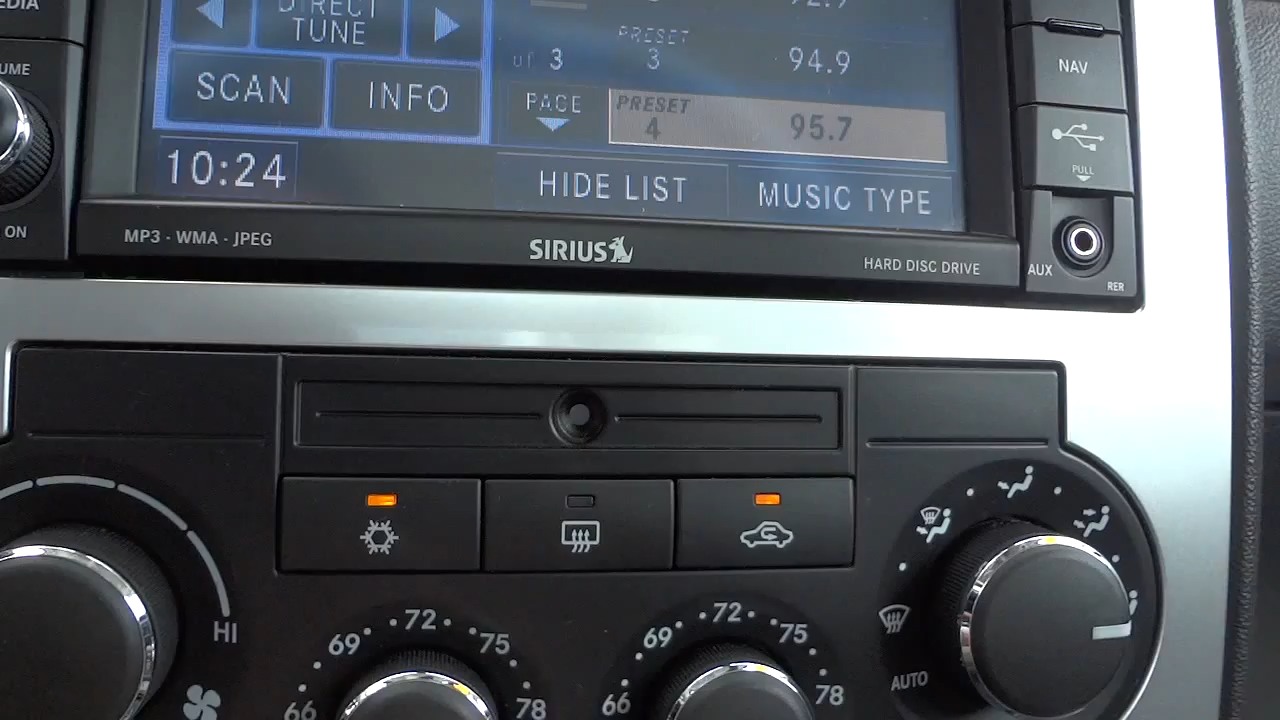 EDIA
DIRECT
TUNE
SCAN
INFO
of 3
PAGE
PRESET
3
94.9
PRESET
4
95.7
10:24
HIDE LIST
MUSIC TYPE
UME
ON
NAV
PULL
AUX
RER
MP3 · WMA · JPEG
SIRIUS
HARD DISC DRIVE
HI
66
69
72
75
78
66
69
72
75
78
AUTO